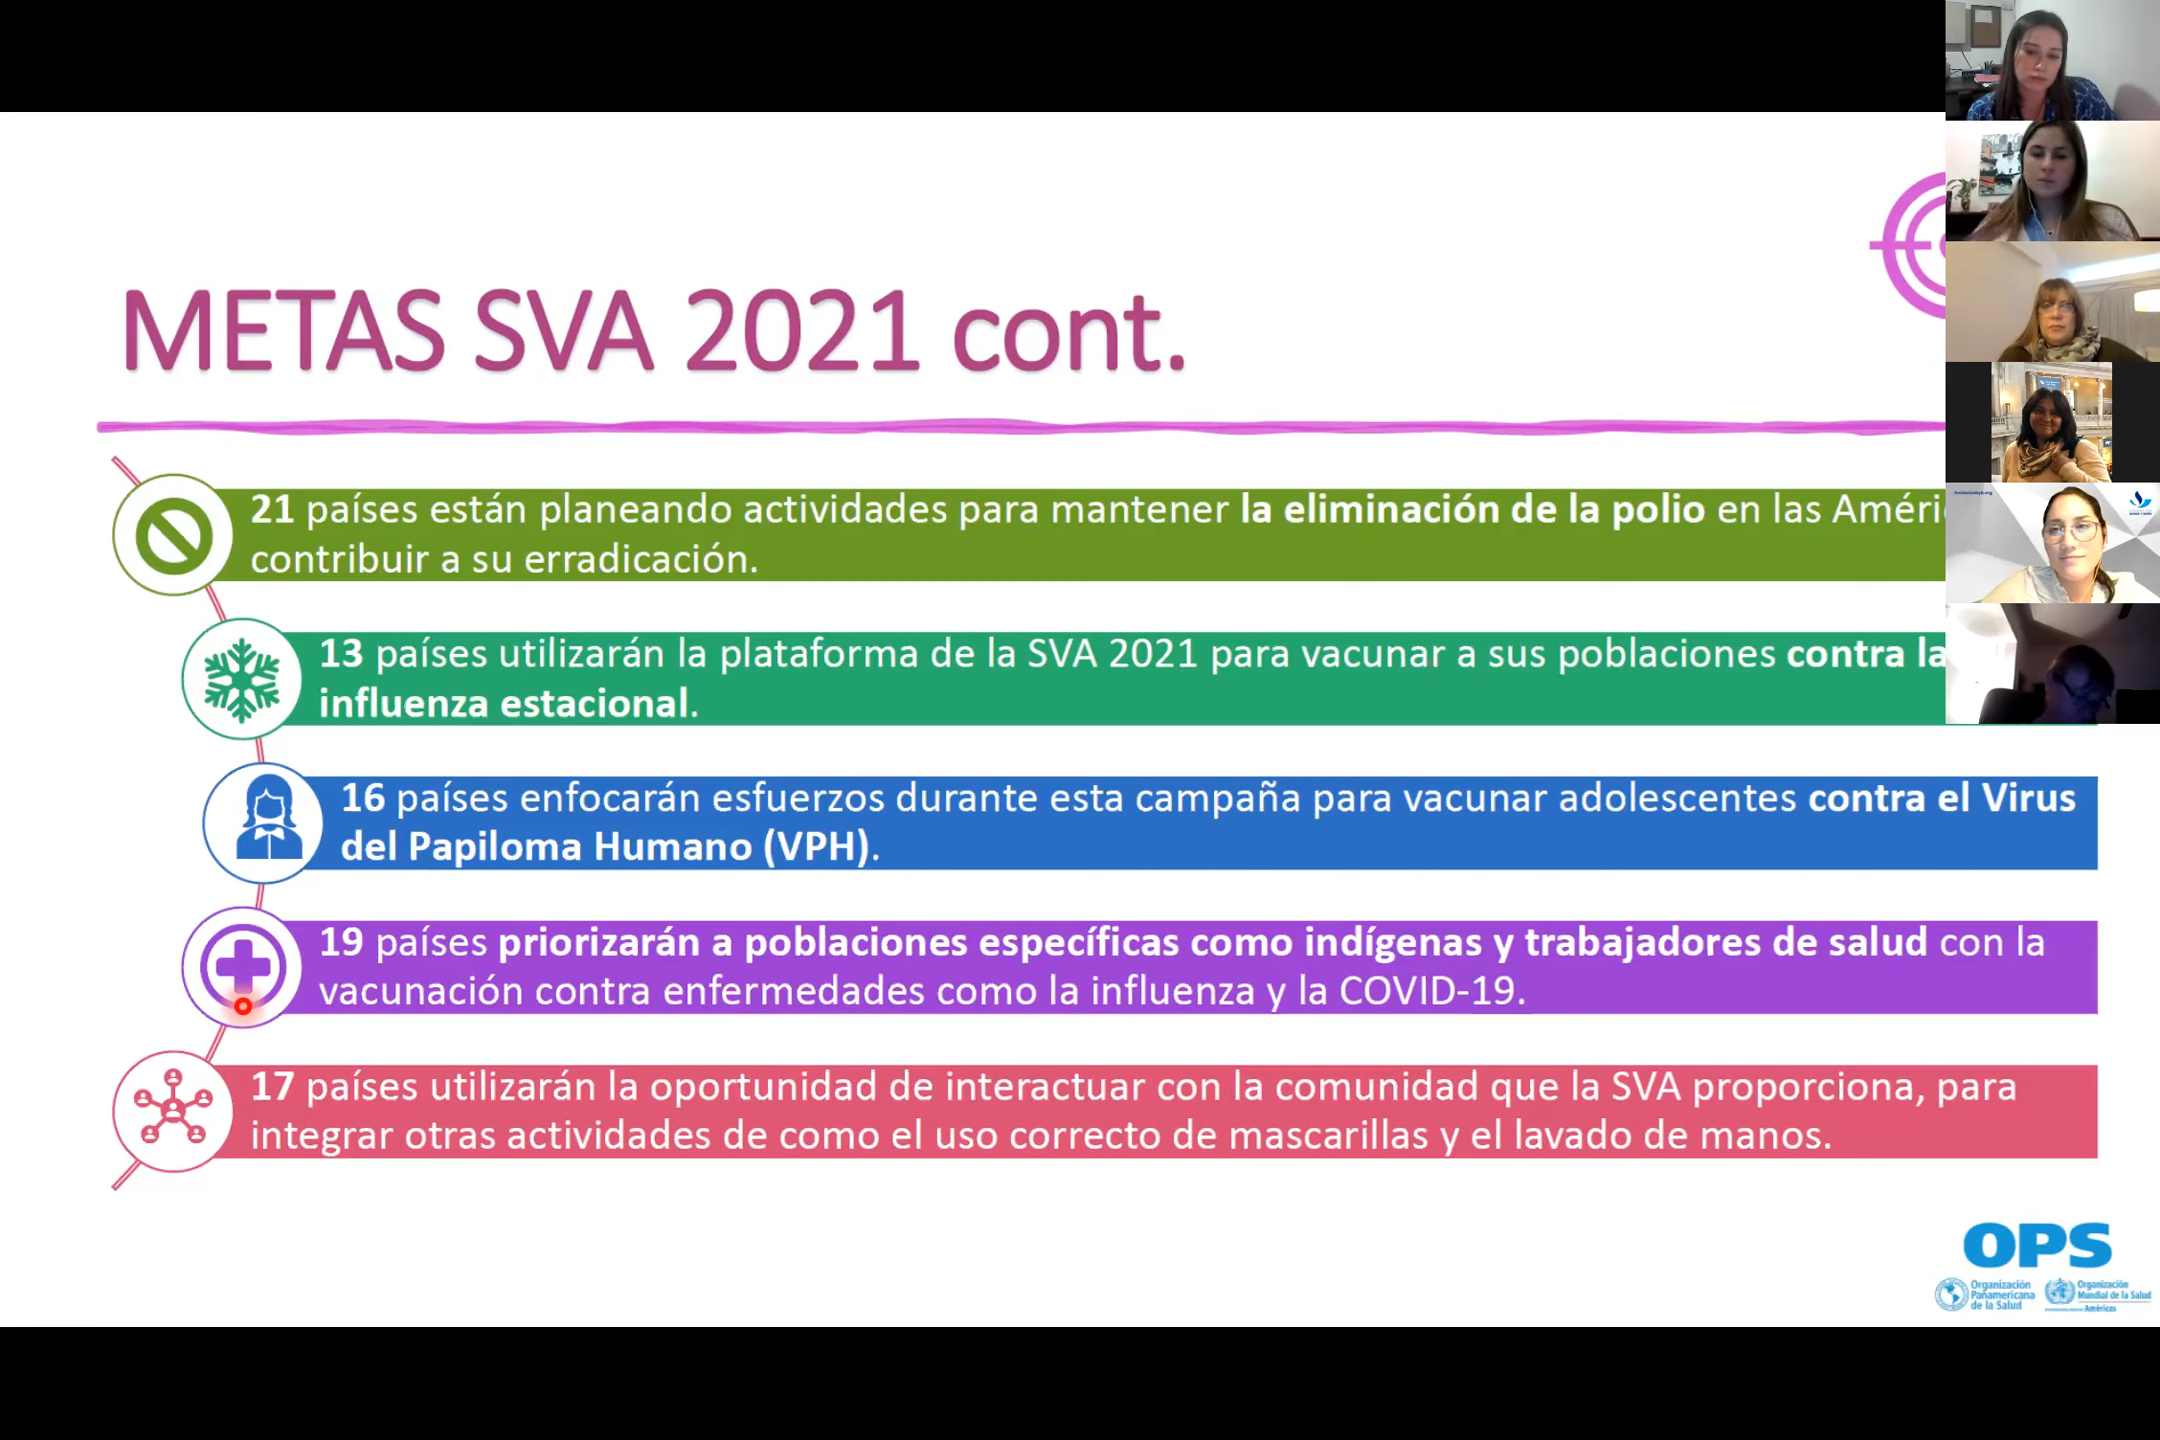 METAS SVA 2021 cont.
21 países están planeando actividades para mantener la eliminación de la polio en las Améri
contribuir a su erradicación.
13 países utilizarán la plataforma de la SVA 2021 para vacunar a sus poblaciones contra la
influenza estacional.
16 países enfocarán esfuerzos durante esta campaña para vacunar adolescentes contra el Virus
del Papiloma Humano (VPH).
19 países priorizarán a poblaciones específicas como indígenas y trabajadores de salud con la
vacunación contra enfermedades como la influenza y la COVID-19.
17 países utilizarán la oportunidad de interactuar con la comunidad que la SVA proporciona, para
integrar otras actividades de como el uso correcto de mascarillas y el lavado de manos.
OPS
Organización
Panamericana
de la Salud
Organización
Mundial de la Salud
Américas